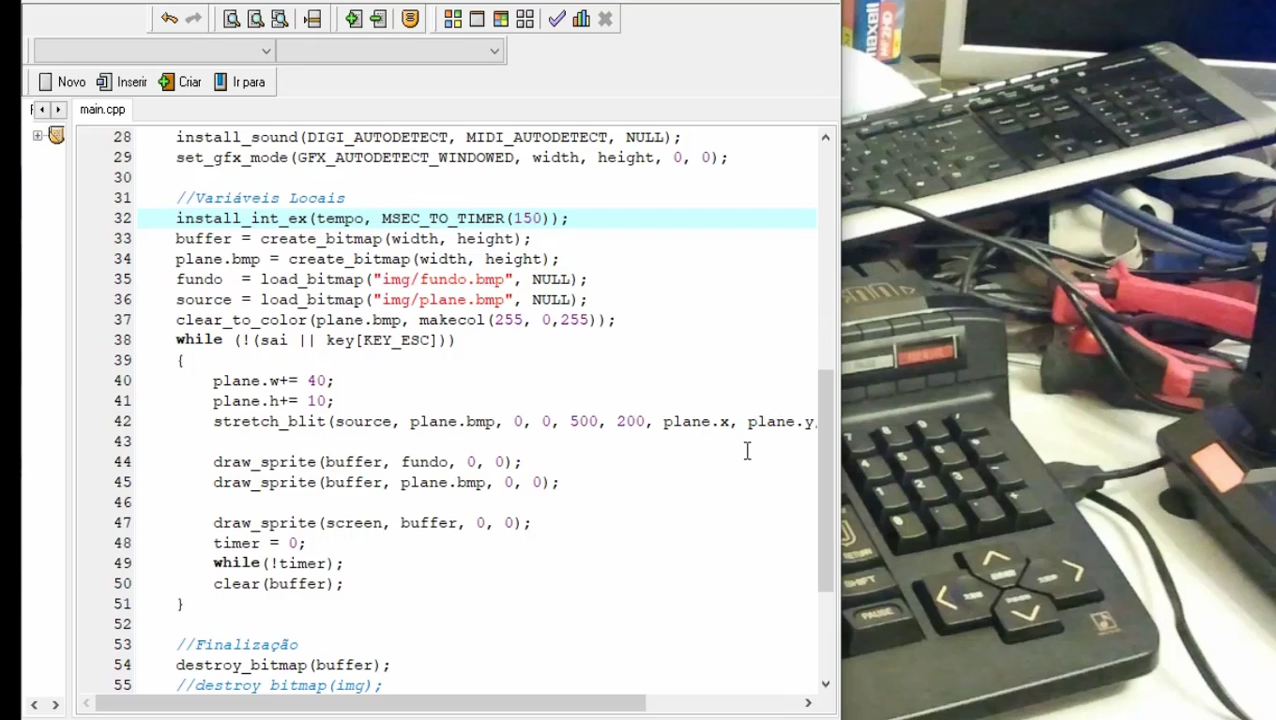 Novo Inserir Criar Ir para
main.cpp
28 install_sound(DIGI_AUTODETECT, MIDI_AUTODETECT, NULL);
29 set_gfx_mode(GFX_AUTODETECT_WINDOWED, width, height, 0, 0);
30
31 //Variáveis Locais
32 install_int_ex(tempo, MSEC_TO_TIMER(150));
33 buffer = create_bitmap(width, height);
34 plane.bmp = create_bitmap(width, height);
35 fundo  = load_bitmap("img/fundo.bmp", NULL);
36 source = load_bitmap("img/plane.bmp", NULL);
37 clear_to_color(plane.bmp, makecol(255, 0,255));
38 while (!(sai || key[KEY_ESC]))
39 {
40 plane.w+= 40;
41 plane.h+= 10;
42 stretch_blit(source, plane.bmp, 0, 0, 500, 200, plane.x, plane.y,
43
44 draw_sprite(buffer, fundo, 0, 0);
45 draw_sprite(buffer, plane.bmp, 0, 0);
46
47 draw_sprite(screen, buffer, 0, 0);
48 timer = 0;
49 while(!timer);
50 clear(buffer);
51 }
52
53 //Finalização
54 destroy_bitmap(buffer);
55 //destroy bitmap(img);
maxell
RETURN
SHIFT
PAUSE